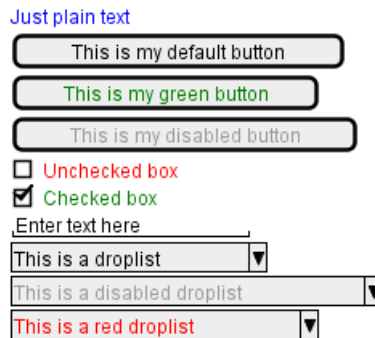 Just plain text
This is my default button
This is my green button
This is my disabled button
Unchecked box
Checked box
Enter text here
This is a droplist
This is a disabled droplist
This is a red droplist